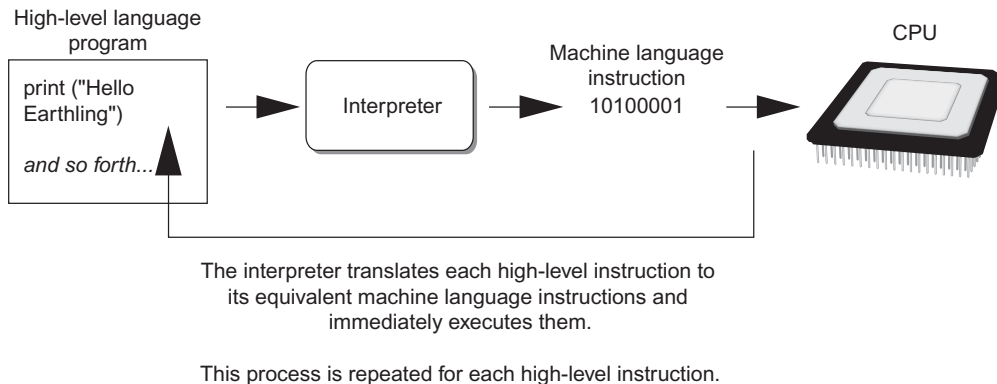 High-level language
program
print ("Hello
Earthling")
and so forth...
Interpreter
Machine language
instruction
10100001
CPU
The interpreter translates each high-level instruction to
its equivalent machine language instructions and
immediately executes them.
This process is repeated for each high-level instruction.